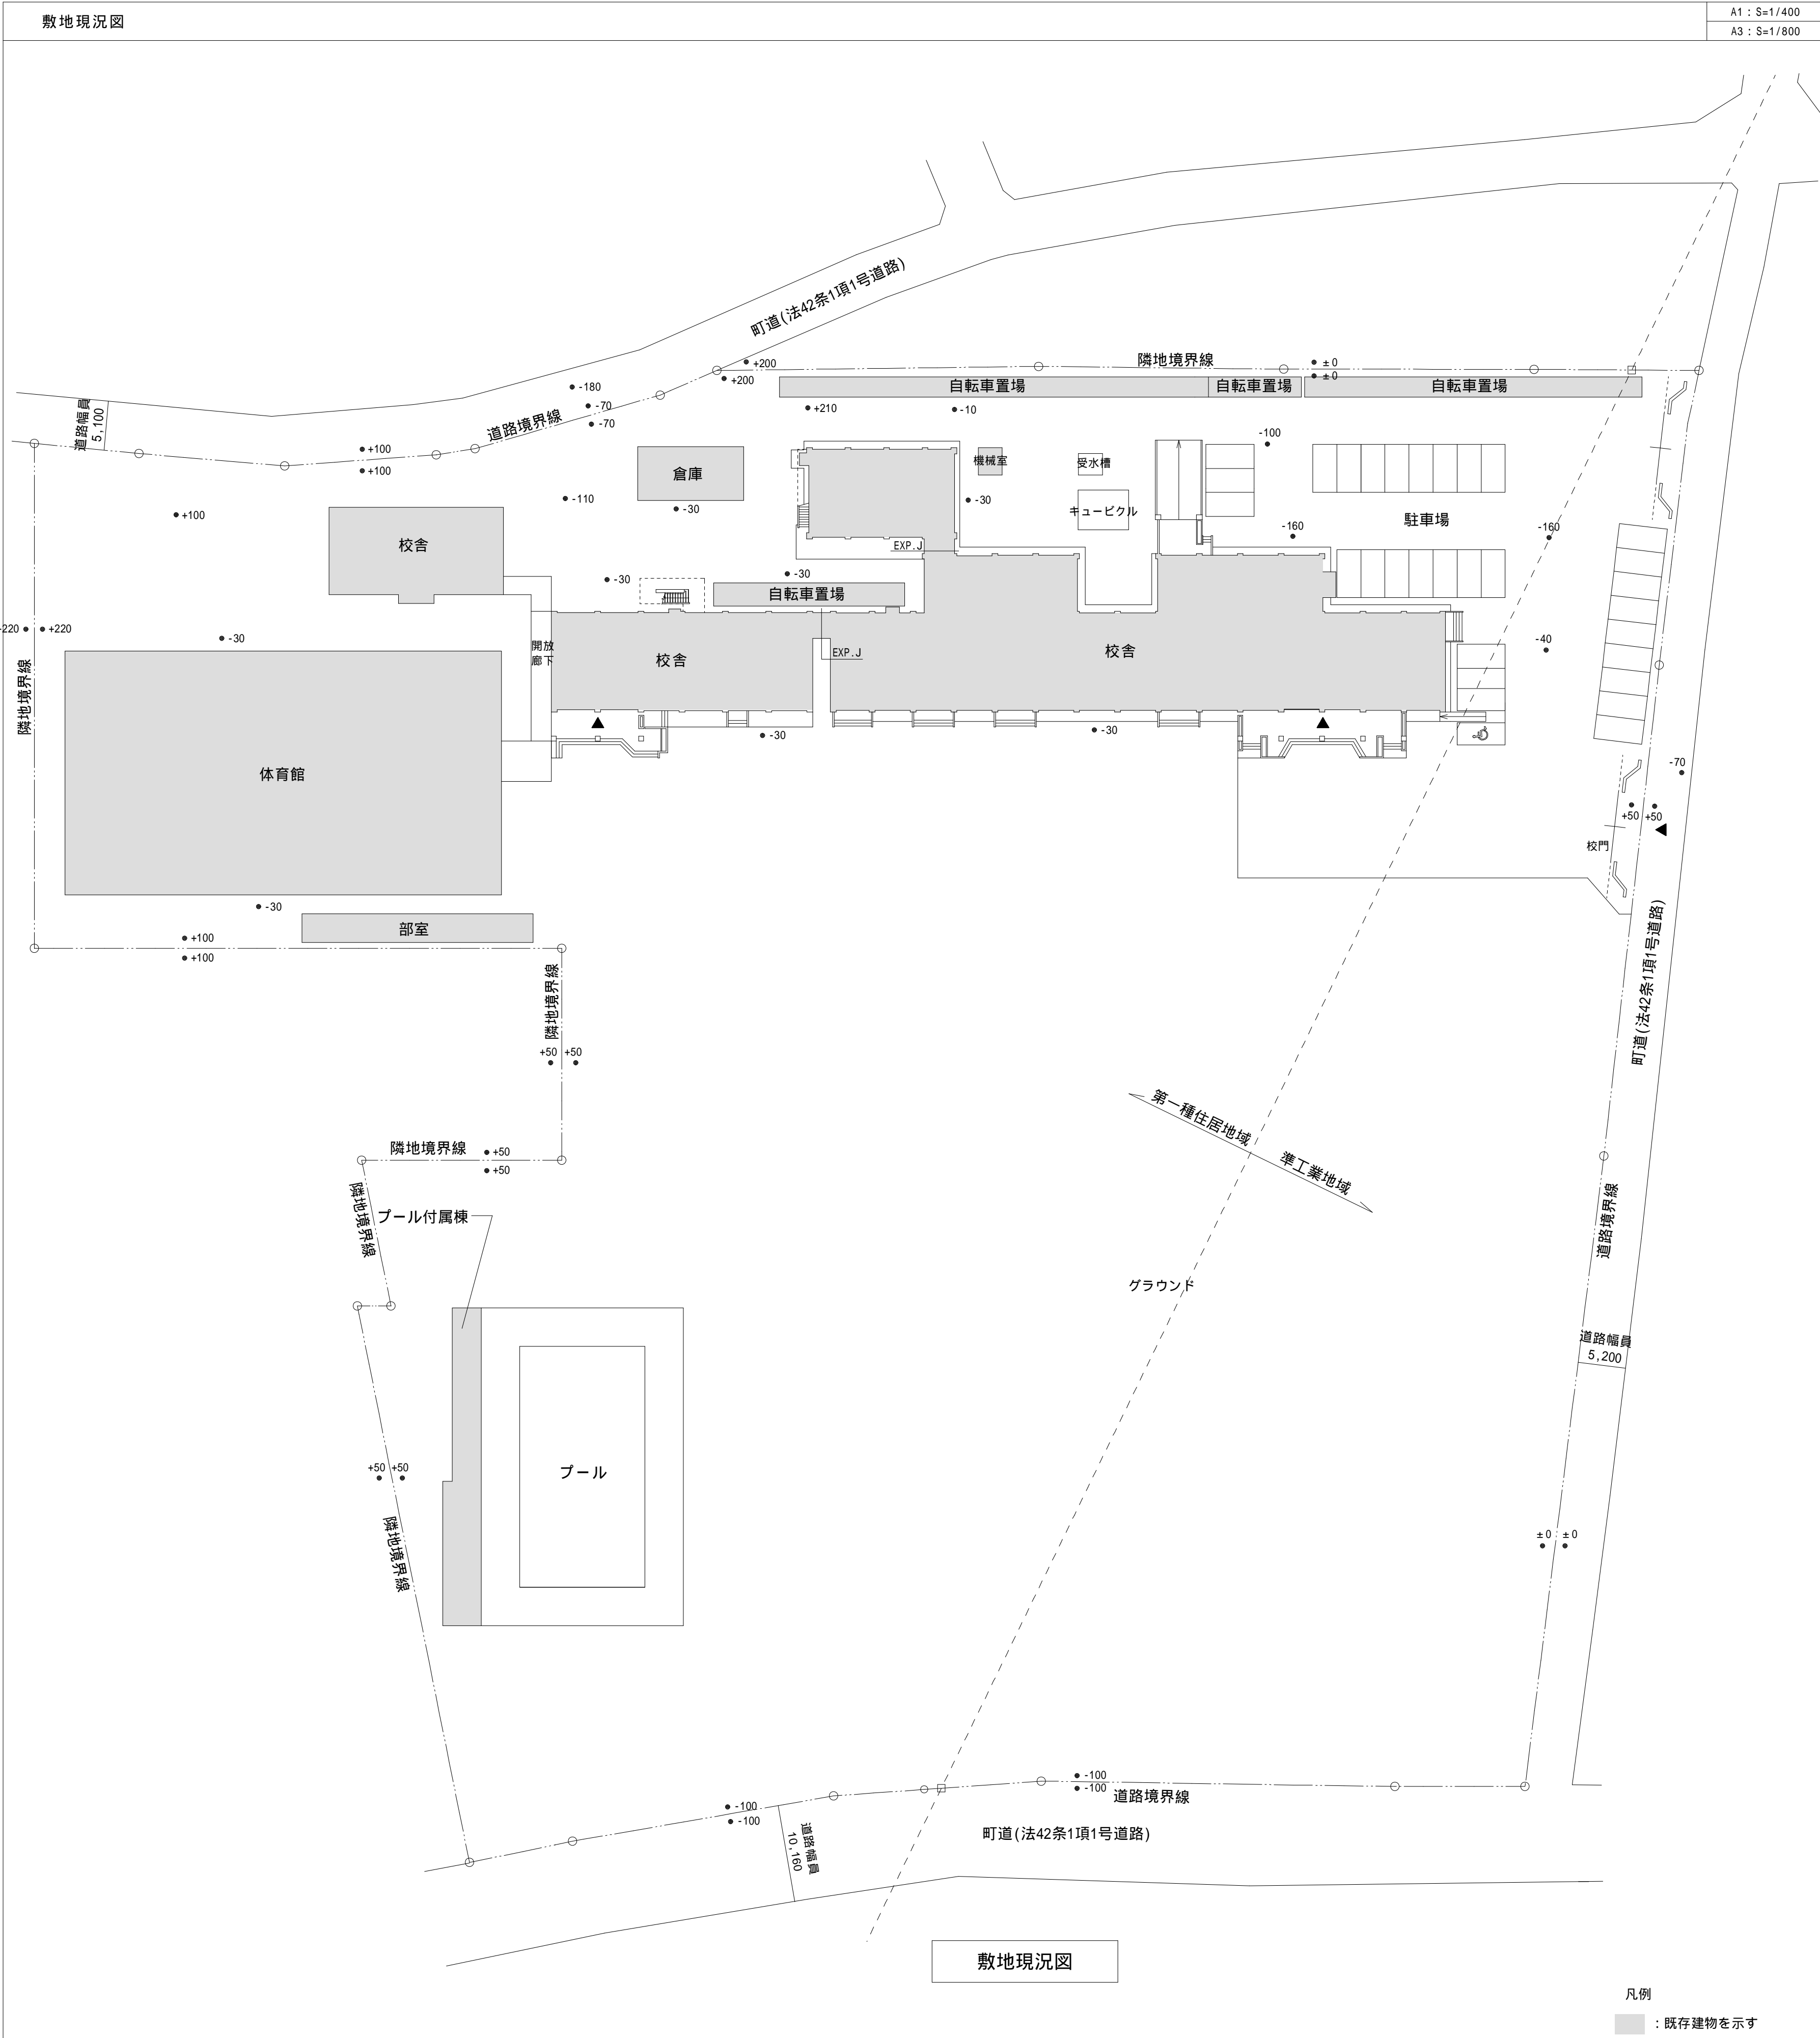 敷地現況図
A1 : S=1/400
A3 : S=1/800
町道(法42条1項1号道路)
+200
+200
隣地境界線
±0
±0
-180
-70
-70
道路境界線
自転車置場
自転車置場
自転車置場
道路幅員
5,100
+210
-10
+100
+100
-100
倉庫
機械室
受水槽
-110
-30
-30
キュービクル
+100
駐車場
-160
-160
校舎
EXP.J
-30
-30
自転車置場
+220
-30
-40
開放
廊下
校舎
EXP.J
校舎
隣地境界線
-30
-30
体育館
-70
+50
+50
校門
-30
部室
+100
+100
町道(法42条1項1号道路)
隣地境界線
+50
+50
第一種住居地域
準工業地域
隣地境界線
+50
+50
隣地境界線
プール付属棟
道路境界線
グラウンド
道路幅員
5,200
プール
+50
+50
隣地境界線
±0
±0
-100
-100
道路境界線
-100
-100
道路幅員
10,160
町道(法42条1項1号道路)
敷地現況図
凡例
: 既存建物を示す